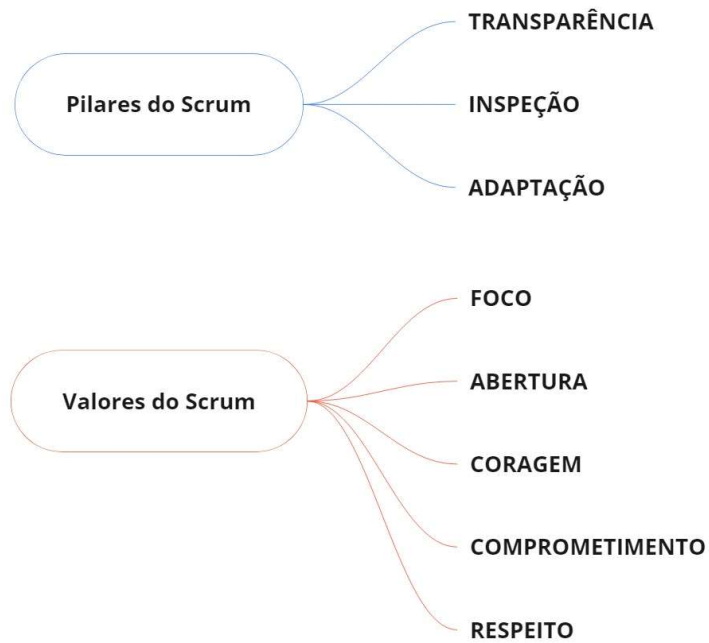 Pilares do Scrum
TRANSPARÊNCIA
INSPEÇÃO
ADAPTAÇÃO
Valores do Scrum
FOCO
ABERTURA
CORAGEM
COMPROMETIMENTO
RESPEITO